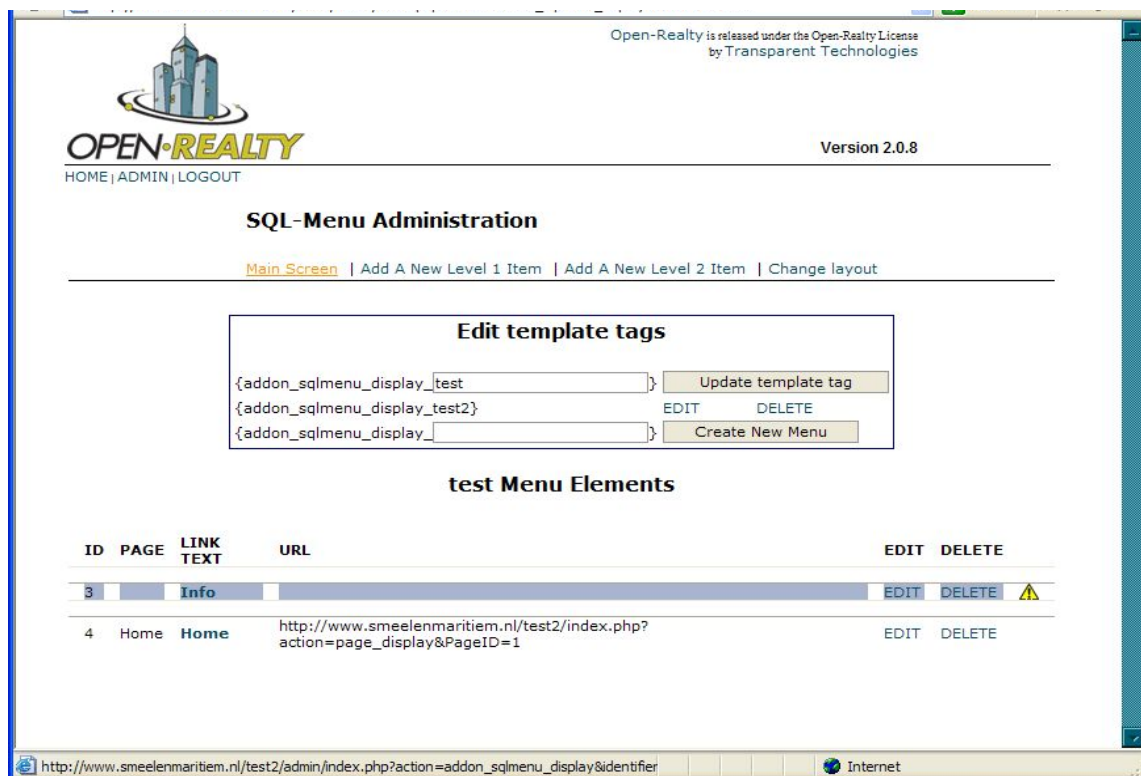 Open-Realty is released under the Open-Realty License
by Transparent Technologies
OPEN•REALTY
Version 2.0.8
HOME | ADMIN | LOGOUT
SQL-Menu Administration
Main Screen | Add A New Level 1 Item | Add A New Level 2 Item | Change layout
Edit template tags
{addon_sqlmenu_display_test} Update template tag
{addon_sqlmenu_display_test2} EDIT DELETE
{addon_sqlmenu_display_} Create New Menu
test Menu Elements
ID PAGE LINK TEXT URL EDIT DELETE
3 Info EDIT DELETE
4 Home Home http://www.smeelenmaritiem.nl/test2/index.php?
action=page_display&PageID=1 EDIT DELETE
http://www.smeelenmaritiem.nl/test2/admin/index.php?action=addon_sqlmenu_display&identifier Internet